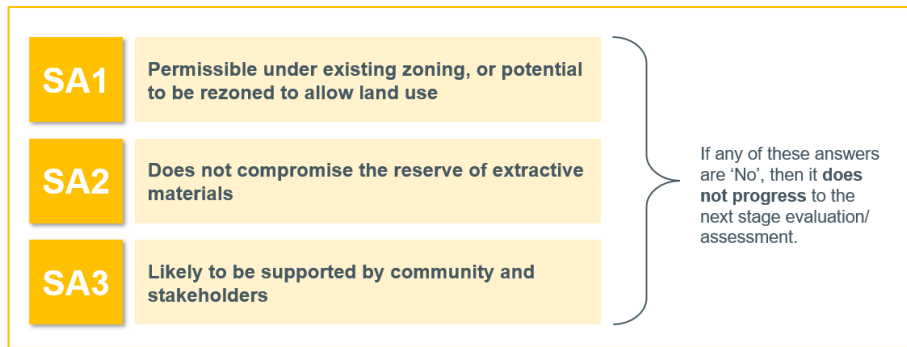 SA1
Permissible under existing zoning, or potential
to be rezoned to allow land use
SA2
Does not compromise the reserve of extractive
materials
SA3
Likely to be supported by community and
stakeholders
If any of these answers
are ‘No’, then it does
not progress to the
next stage evaluation/
assessment.